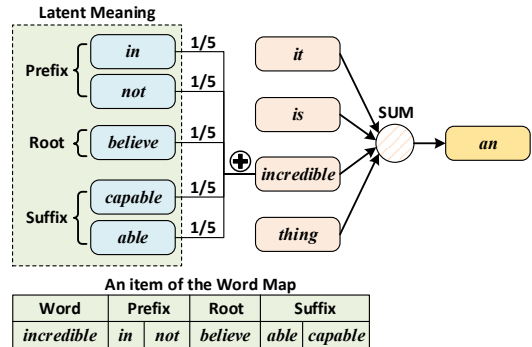 Latent Meaning
Prefix
in
1/5
not
1/5
Root
believe
1/5
Suffix
capable
1/5
able
1/5
it
is
incredible
thing
SUM
an
An item of the Word Map
Word Prefix Root Suffix
incredible in not believe able capable